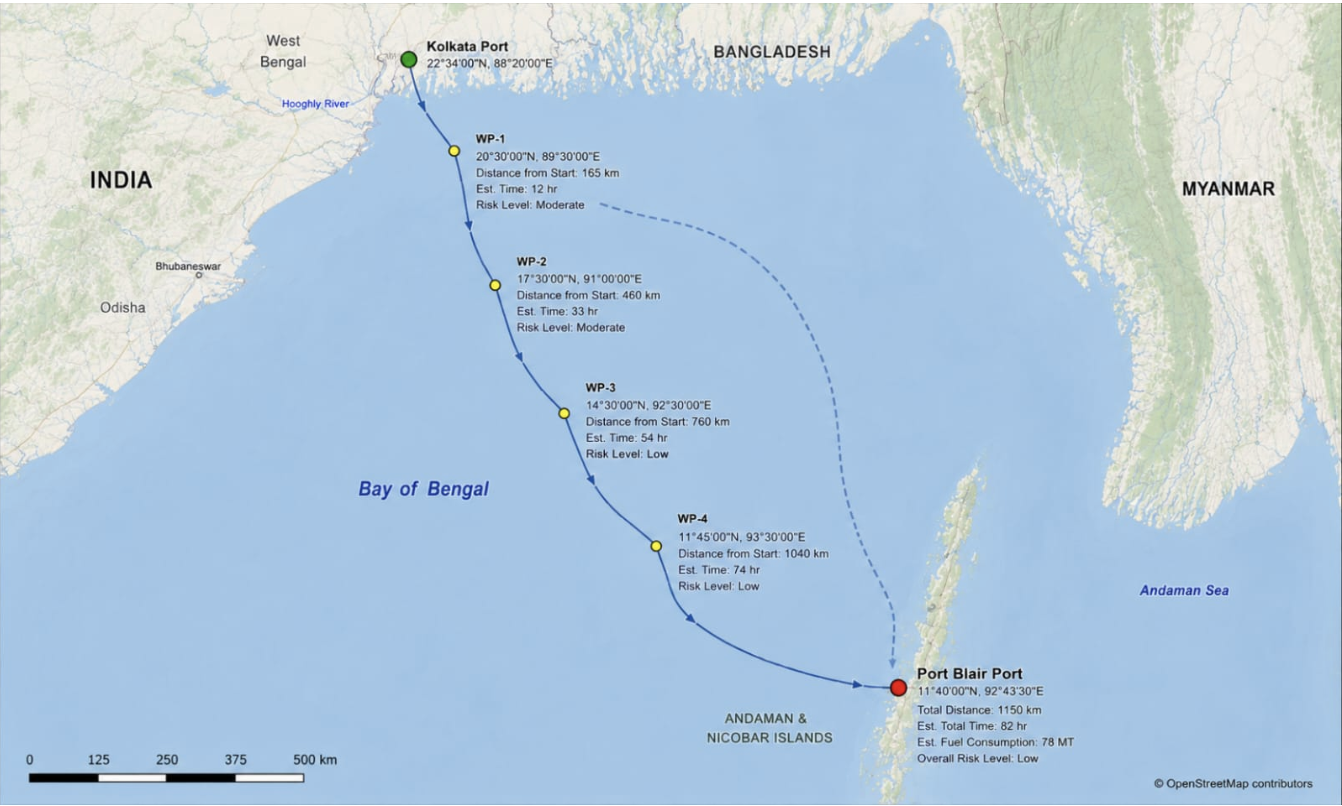 West
Bengal
Kolkata Port
22°34'00"N, 88°20'00"E
BANGLADESH
Hooghly River
INDIA
WP-1
20°30'00"N, 89°30'00"E
Distance from Start: 165 km
Est. Time: 12 hr
Risk Level: Moderate
MYANMAR
Bhubaneswar
Odisha
WP-2
17°30'00"N, 91°00'00"E
Distance from Start: 460 km
Est. Time: 33 hr
Risk Level: Moderate
WP-3
14°30'00"N, 92°30'00"E
Distance from Start: 760 km
Est. Time: 54 hr
Risk Level: Low
Bay of Bengal
WP-4
11°45'00"N, 93°30'00"E
Distance from Start: 1040 km
Est. Time: 74 hr
Risk Level: Low
Andaman Sea
Port Blair Port
11°40'00"N, 92°43'30"E
Total Distance: 1150 km
Est. Total Time: 82 hr
Est. Fuel Consumption: 78 MT
Overall Risk Level: Low
ANDAMAN &
NICOBAR ISLANDS
0 125 250 375 500 km
© OpenStreetMap contributors